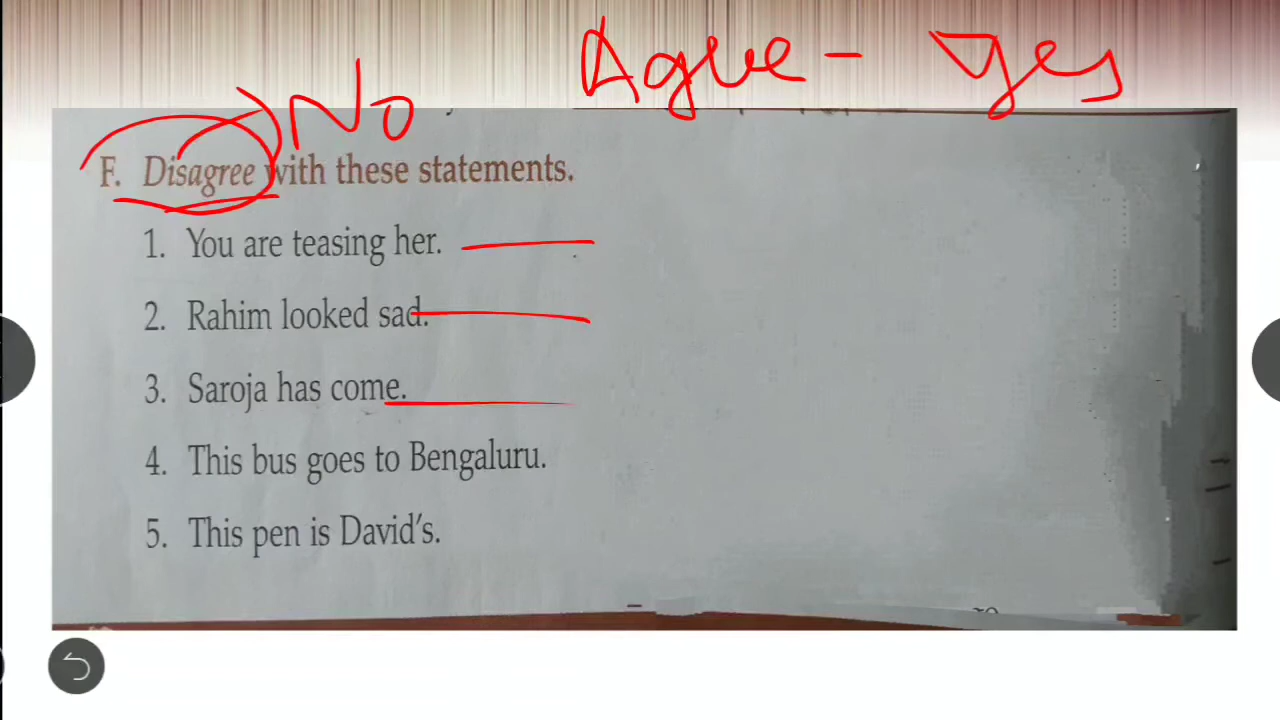 Agree - Yes
No
F. Disagree with these statements.
1. You are teasing her.
2. Rahim looked sad.
3. Saroja has come.
4. This bus goes to Bengaluru.
5. This pen is David's.